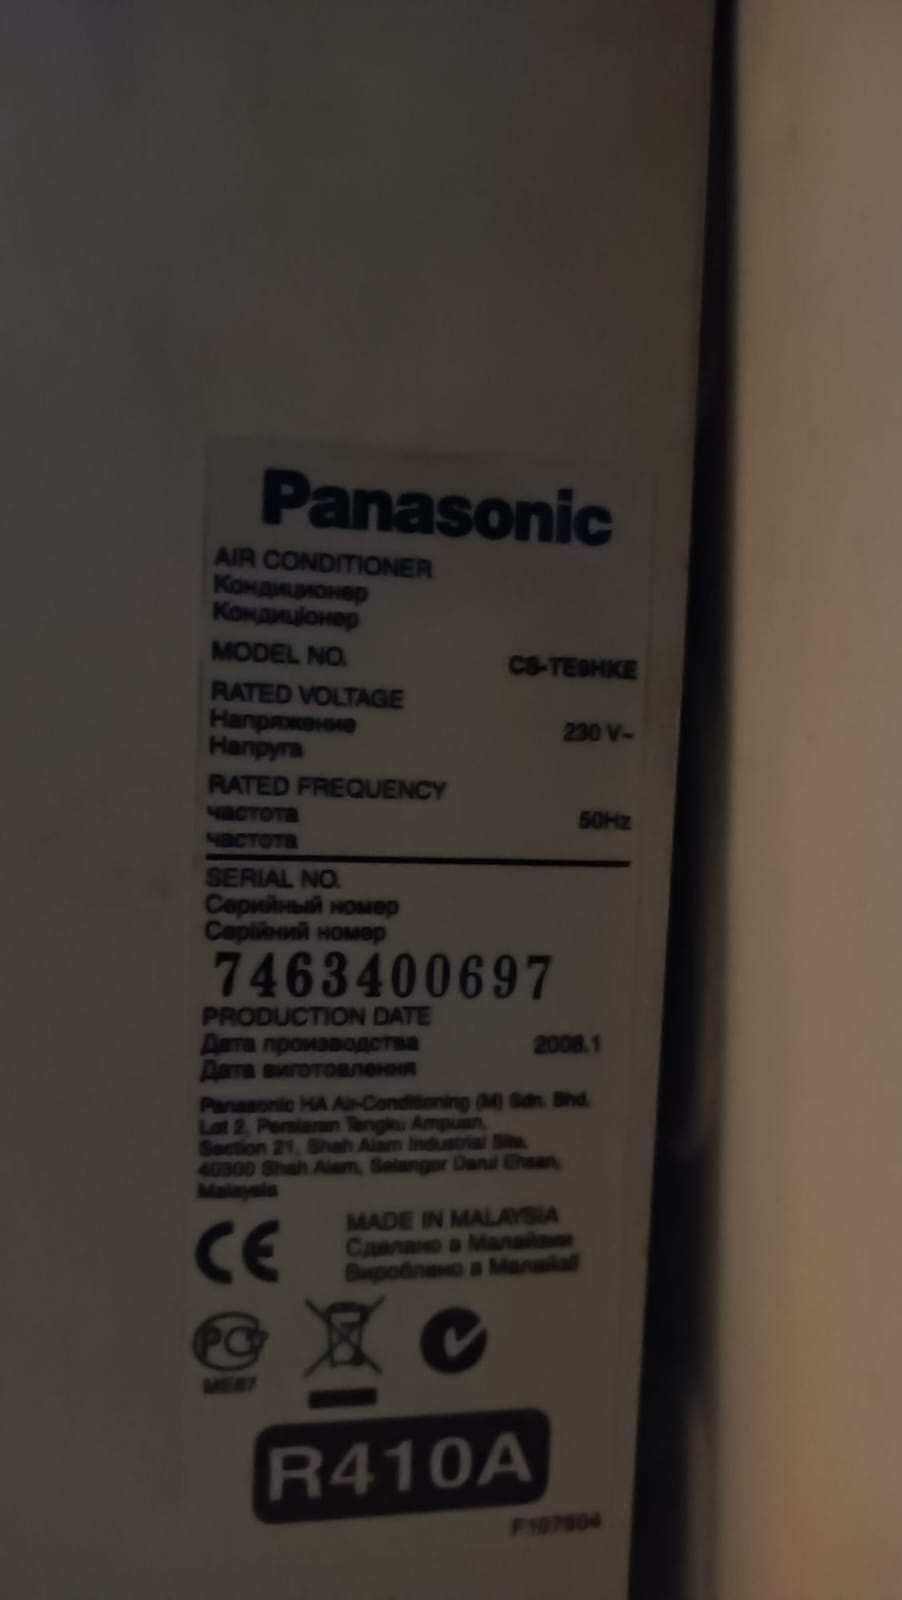 Panasonic
AIR CONDITIONER
Кондиционер
Кондиціонер
MODEL NO. CS-TE9HKE
RATED VOLTAGE
Напряжение 230 V~
Напруга
RATED FREQUENCY
частота 50Hz
частота
SERIAL NO.
Серийный номер
Серійний номер
7463400697
PRODUCTION DATE
Дата производства 2008.1
Дата виготовлення
Panasonic HA Air-Conditioning (M) Sdn. Bhd.
Lot 2, Persiaran Tengku Ampuan,
Section 21, Shah Alam Industrial Site,
40300 Shah Alam, Selangor Darul Ehsan,
Malaysia
CE
MADE IN MALAYSIA
Сделано в Малайзии
Вироблено в Малайзії
РС
ME67
R410A